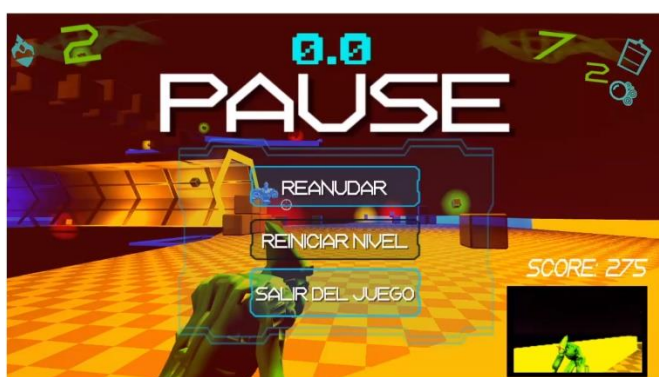 2
0.0
7
2
PAUSE
REANUDAR
REINICIAR NIVEL
SALIR DEL JUEGO
SCORE: 275